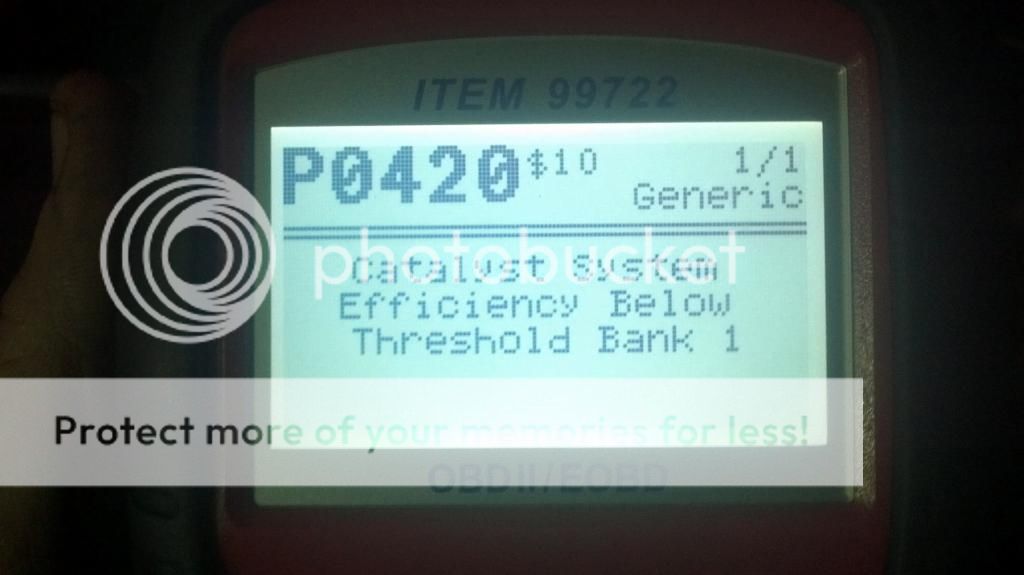 ITEM 99722
P0420 $10 1/1
Generic
photobucket
Catalyst System
Efficiency Below
Threshold Bank 1
Protect more of your memories for less!
OBDII/EOBD